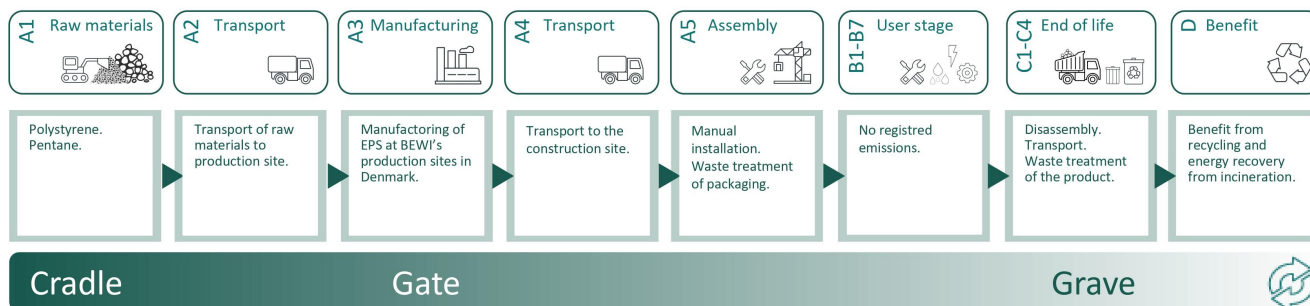 A1 Raw materials
A2 Transport
A3 Manufacturing
A4 Transport
A5 Assembly
B1-B7 User stage
C1-C4 End of life
D Benefit
Polystyrene.
Pentane.
Transport of raw
materials to
production site.
Manufactoring of
EPS at BEWI's
production sites in
Denmark.
Transport to the
construction site.
Manual
installation.
Waste treatment
of packaging.
No registred
emissions.
Disassembly.
Transport.
Waste treatment
of the product.
Benefit from
recycling and
energy recovery
from incineration.
Cradle
Gate
Grave